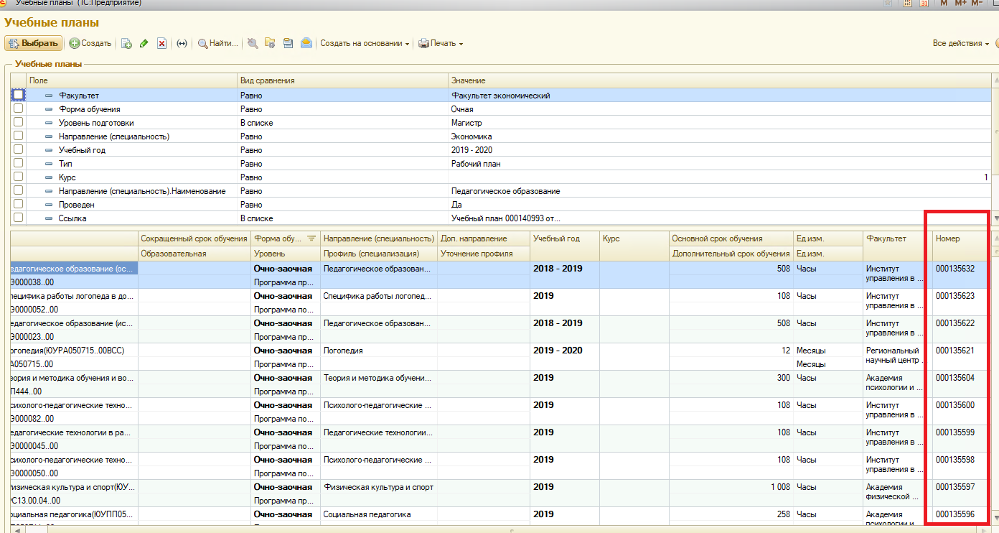 Учебные планы (1С:Предприятие)
31 M M+ M-
Учебные планы
Выбрать Создать Найти... Создать на основании Печать Все действия
Учебные планы
Поле Вид сравнения Значение
Факультет Равно Факультет экономический
Форма обучения Равно Очная
Уровень подготовки В списке Магистр
Направление (специальность) Равно Экономика
Учебный год Равно 2019 - 2020
Тип Равно Рабочий план
Курс Равно 1
Направление (специальность).Наименование Равно Педагогическое образование
Проведен Равно Да
Ссылка В списке Учебный план 000140993 от...
Сокращенный срок обучения Форма обу... Направление (специальность) Доп. направление Учебный год Курс Основной срок обучения Ед.изм. Факультет Номер
Образовательная Уровень Профиль (специализация) Уточнение профиля Дополнительный срок обучения Ед.изм.
едагогическое образование (ос... Очно-заочная Педагогическое образован... 2018 - 2019 508 Часы Институт 000135632
Э000038..00 Программа пр... управления в ...
пецифика работы логопеда в до... Очно-заочная Специфика работы логопед... 2019 108 Часы Институт 000135623
Э0000052..00 Программа по... управления в ...
едагогическое образование (ис... Очно-заочная Педагогическое образован... 2018 - 2019 508 Часы Институт 000135622
Э000023..00 Программа пр... управления в ...
огопедия(ЮУРА050715..00ВСС) Очно-заочная Логопедия 2019 - 2020 12 Месяцы Региональный 000135621
А050715..00 Программа пр... Месяцы научный центр ...
еория и методика обучения и во... Очно-заочная Теория и методика обучени... 2019 300 Часы Академия 000135604
П444..00 Программа пр... психологии и ...
сихолого-педагогические техно... Очно-заочная Психолого-педагогические ... 2019 108 Часы Институт 000135600
Э000082..00 Программа по... управления в ...
едагогические технологии в ра... Очно-заочная Педагогические технологии... 2019 108 Часы Институт 000135599
Э0000045..00 Программа по... управления в ...
сихолого-педагогические техно... Очно-заочная Психолого-педагогические ... 2019 108 Часы Институт 000135598
Э0000050..00 Программа по... управления в ...
изическая культура и спорт(ЮУ... Очно-заочная Физическая культура и спорт 2019 1 008 Часы Академия 000135597
РС13.00.04..00 Программа пр... физической ...
оциальная педагогика(ЮУПП05... Очно-заочная Социальная педагогика 2019 258 Часы Академия 000135596
Программа пр... психологии и ...